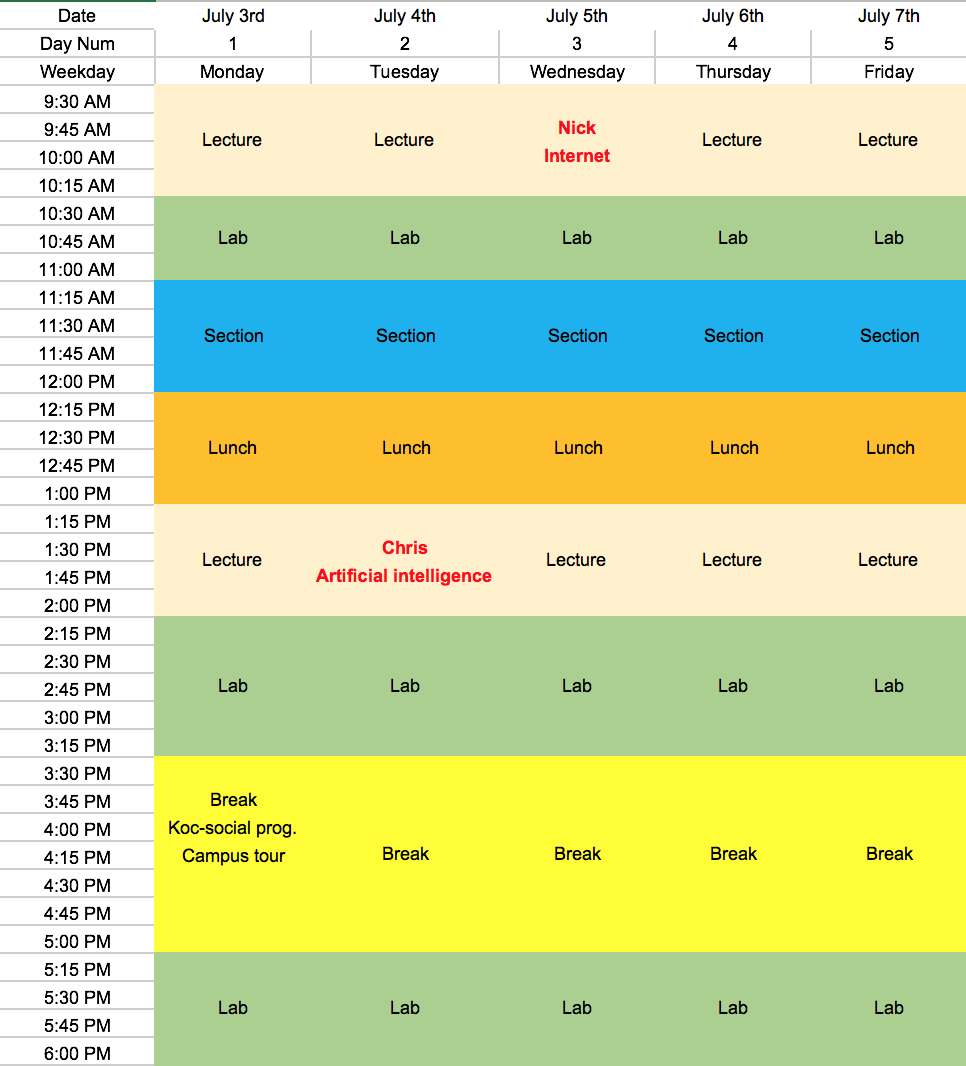 Date July 3rd July 4th July 5th July 6th July 7th
Day Num 1 2 3 4 5
Weekday Monday Tuesday Wednesday Thursday Friday
9:30 AM
9:45 AM
Lecture Lecture Nick Internet Lecture Lecture
10:00 AM
10:15 AM
10:30 AM
10:45 AM Lab Lab Lab Lab Lab
11:00 AM
11:15 AM
11:30 AM Section Section Section Section Section
11:45 AM
12:00 PM
12:15 PM
12:30 PM Lunch Lunch Lunch Lunch Lunch
12:45 PM
1:00 PM
1:15 PM
1:30 PM
Lecture Chris Artificial intelligence Lecture Lecture Lecture
1:45 PM
2:00 PM
2:15 PM
2:30 PM
2:45 PM Lab Lab Lab Lab Lab
3:00 PM
3:15 PM
3:30 PM
3:45 PM Break
4:00 PM Koc-social prog.
4:15 PM Campus tour Break Break Break Break
4:30 PM
4:45 PM
5:00 PM
5:15 PM
5:30 PM Lab Lab Lab Lab Lab
5:45 PM
6:00 PM